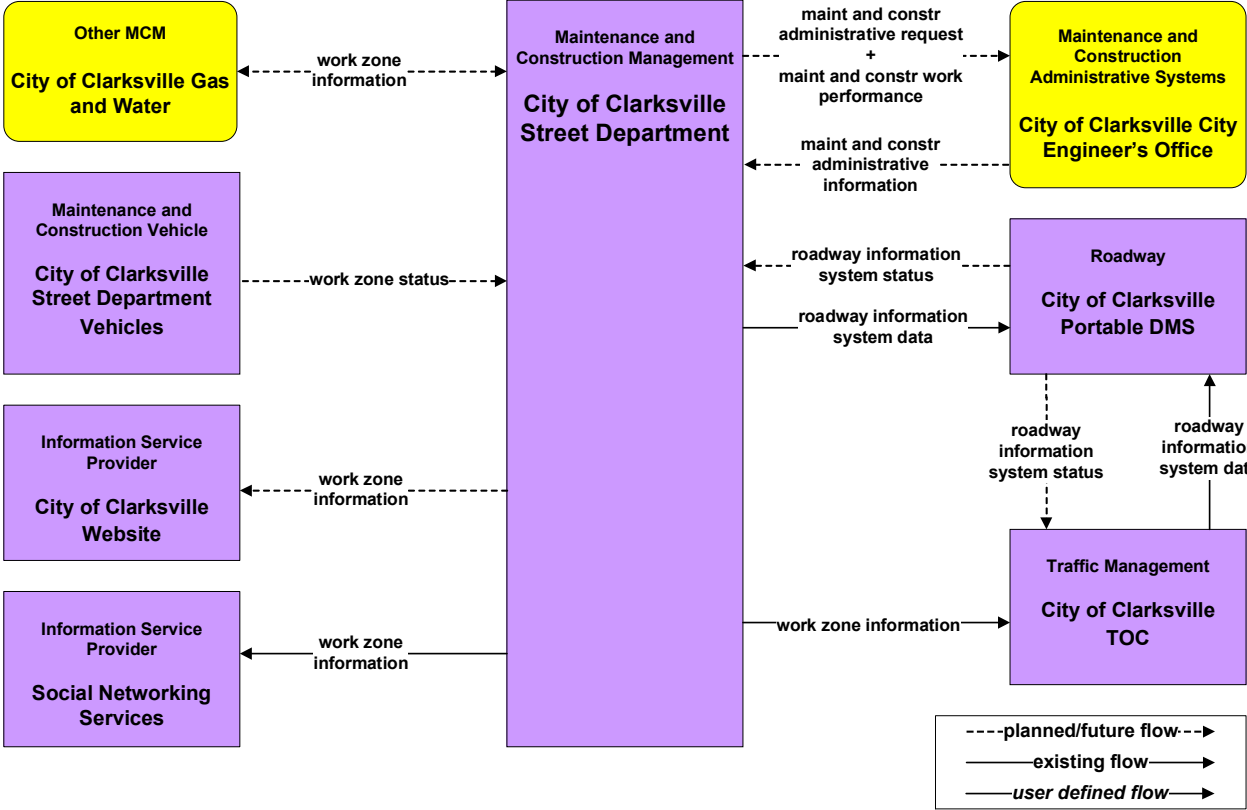 Other MCM
City of Clarksville Gas
and Water
work zone
information
Maintenance and
Construction Vehicle
City of Clarksville
Street Department
Vehicles
work zone status
Information Service
Provider
City of Clarksville
Website
work zone
information
Information Service
Provider
Social Networking
Services
work zone
information
Maintenance and
Construction Management
City of Clarksville
Street Department
maint and constr
administrative request
+
maint and constr work
performance
maint and constr
administrative
information
Maintenance and
Construction
Administrative Systems
City of Clarksville City
Engineer's Office
roadway information
system status
roadway information
system data
Roadway
City of Clarksville
Portable DMS
roadway
information
system status
roadway
informatio
system dat
work zone information
Traffic Management
City of Clarksville
TOC
planned/future flow
existing flow
user defined flow